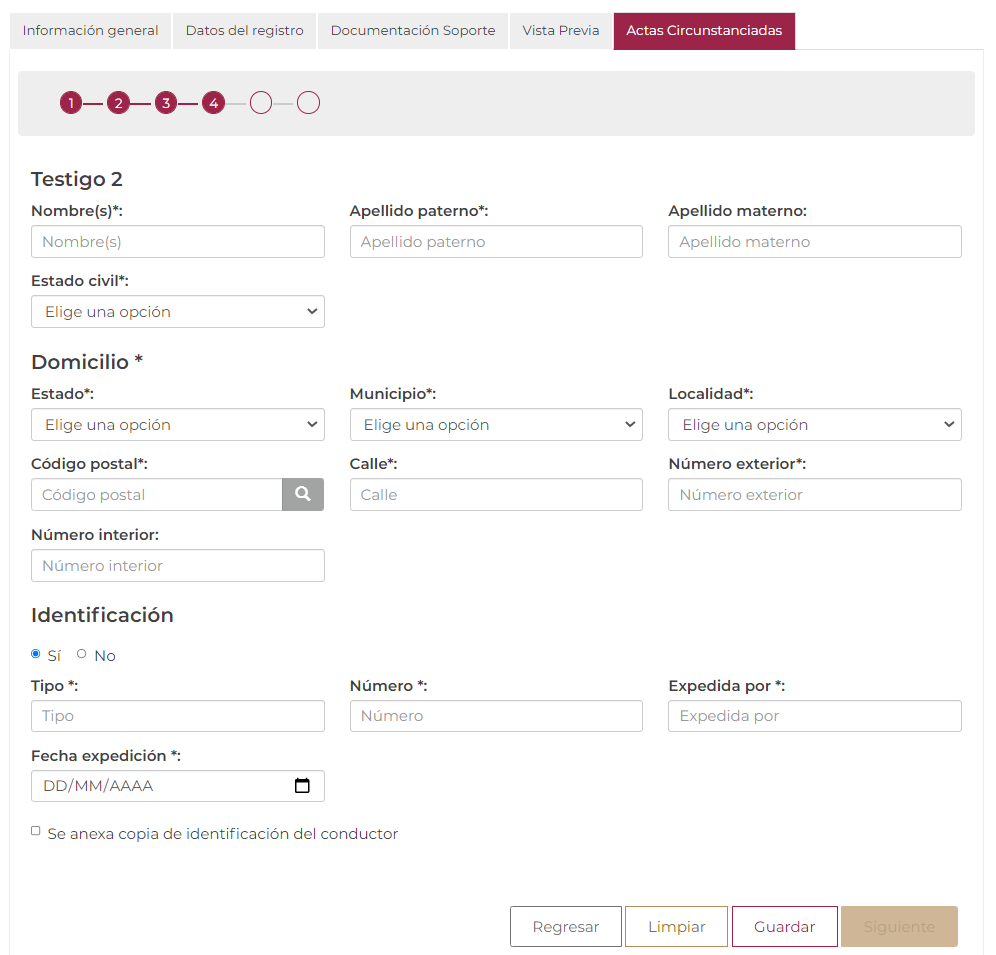 Información general Datos del registro Documentación Soporte Vista Previa Actas Circunstanciadas
1 2 3 4
Testigo 2
Nombre(s)*: Apellido paterno*: Apellido materno:
Nombre(s) Apellido paterno Apellido materno
Estado civil*:
Elige una opción
Domicilio *
Estado*: Municipio*: Localidad*:
Elige una opción Elige una opción Elige una opción
Código postal*: Calle*: Número exterior*:
Código postal Calle Número exterior
Número interior:
Número interior
Identificación
Sí No
Tipo *: Número *: Expedida por *:
Tipo Número Expedida por
Fecha expedición *:
DD/MM/AAAA
Se anexa copia de identificación del conductor
Regresar Limpiar Guardar Siguiente